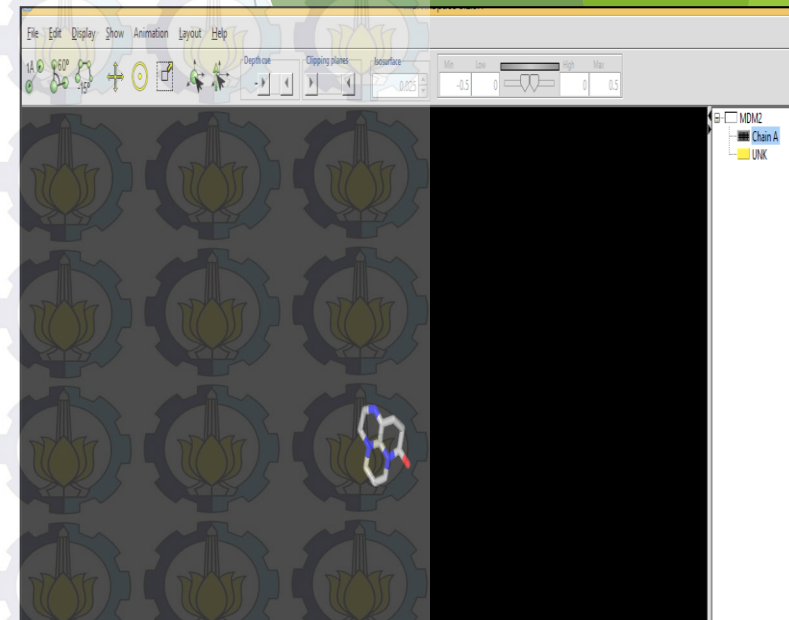 File Edit Display Show Animation Layout Help
1A 60° -15° Depth cue Clipping planes Isosurface 0.025
Min Low High Max
-0.5 0 0 0.5
MDM2
Chain A
UNK